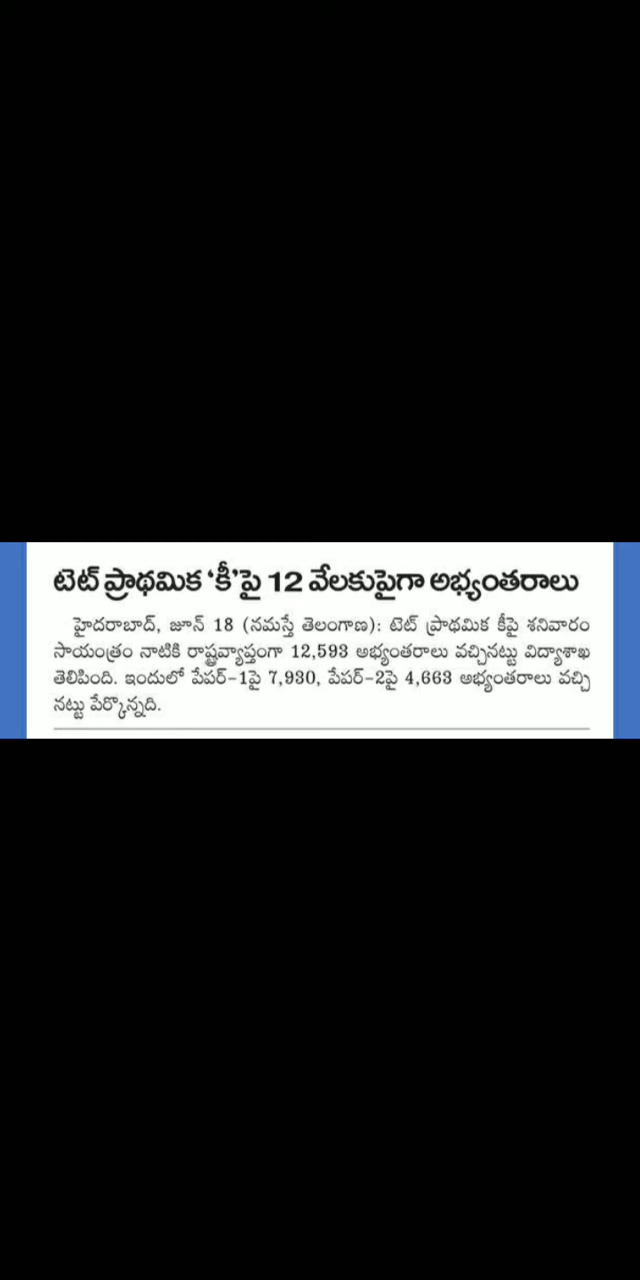 టెట్ ప్రాథమిక ‘కీ’పై 12 వేలకుపైగా అభ్యంతరాలు
హైదరాబాద్, జూన్ 18 (నమస్తే తెలంగాణ): టెట్ ప్రాథమిక కీపై శనివారం
సాయంత్రం నాటికి రాష్ట్రవ్యాప్తంగా 12,593 అభ్యంతరాలు వచ్చినట్టు విద్యాశాఖ
తెలిపింది. ఇందులో పేపర్-1పై 7,930, పేపర్-2పై 4,663 అభ్యంతరాలు వచ్చి
నట్టు పేర్కొన్నది.